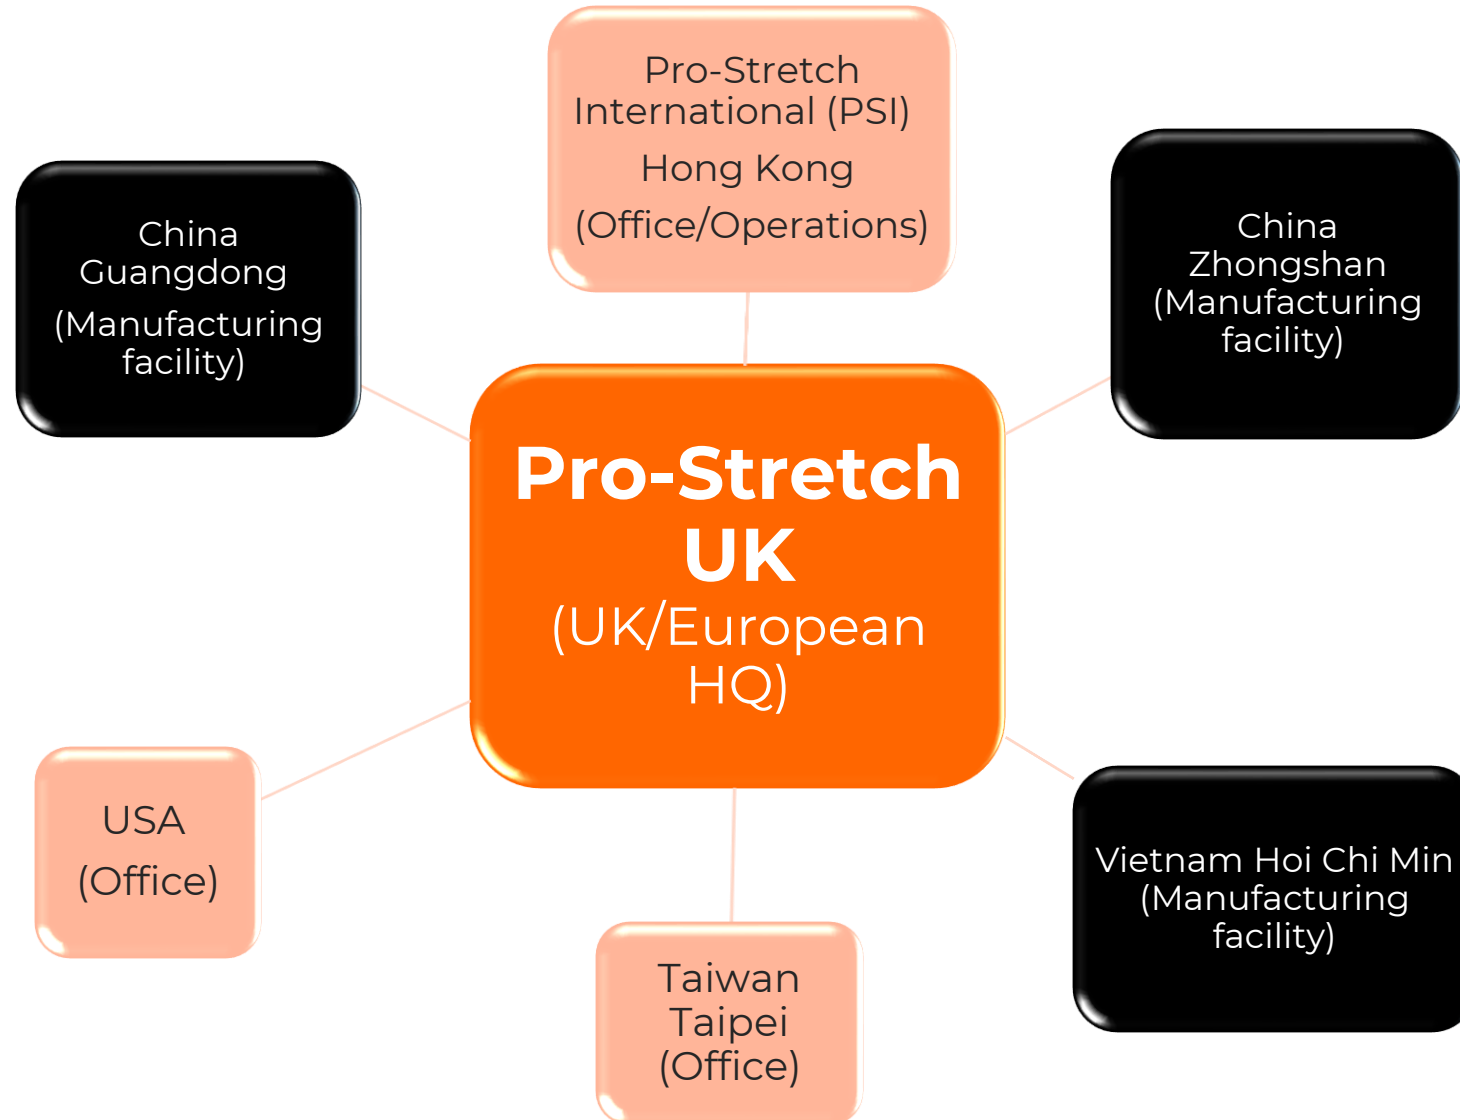 Pro-Stretch
International (PSI)
Hong Kong
(Office/Operations)
China
Guangdong
(Manufacturing
facility)
China
Zhongshan
(Manufacturing
facility)
Pro-Stretch
UK
(UK/European
HQ)
USA
(Office)
Vietnam Hoi Chi Min
(Manufacturing
facility)
Taiwan
Taipei
(Office)